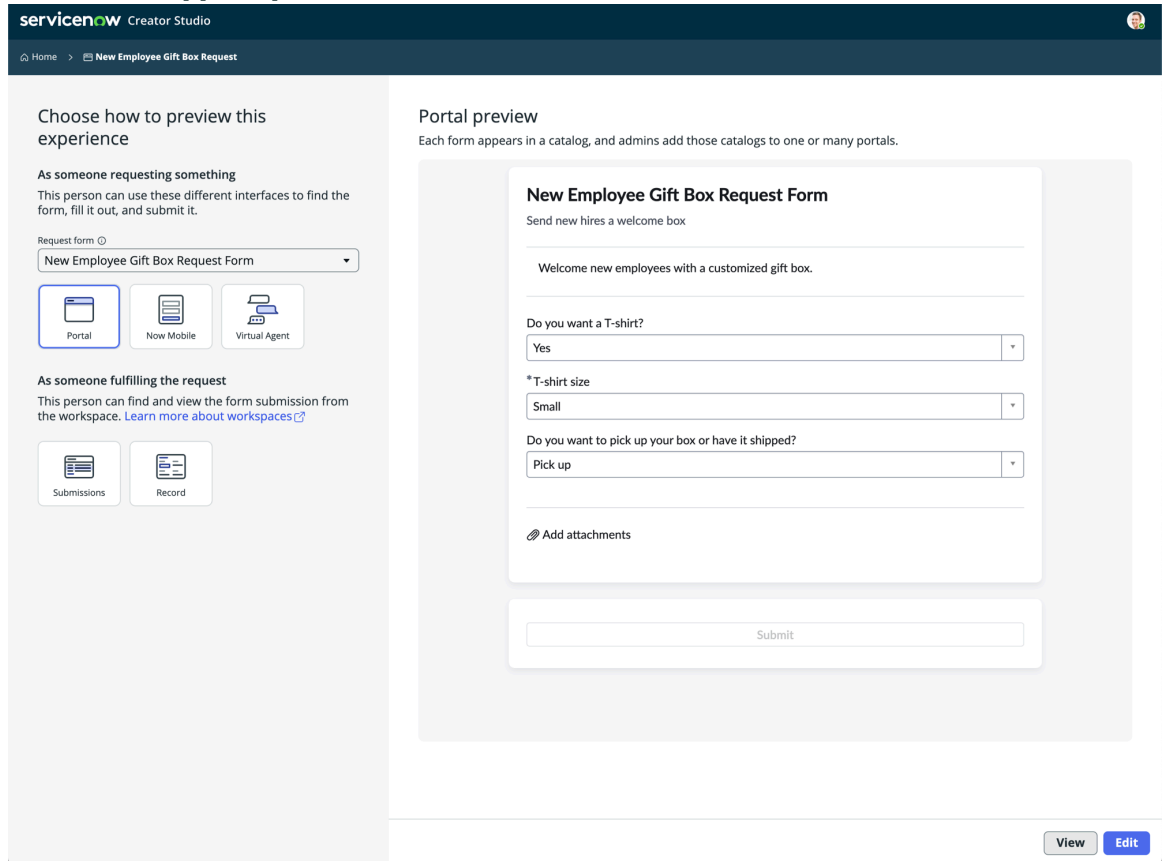 servicenow Creator Studio
Home > New Employee Gift Box Request
Choose how to preview this
experience
As someone requesting something
This person can use these different interfaces to find the
form, fill it out, and submit it.
Request form
New Employee Gift Box Request Form
Portal
Now Mobile
Virtual Agent
As someone fulfilling the request
This person can find and view the form submission from
the workspace. Learn more about workspaces
Submissions
Record
Portal preview
Each form appears in a catalog, and admins add those catalogs to one or many portals.
New Employee Gift Box Request Form
Send new hires a welcome box
Welcome new employees with a customized gift box.
Do you want a T-shirt?
Yes
*T-shirt size
Small
Do you want to pick up your box or have it shipped?
Pick up
Add attachments
Submit
View
Edit